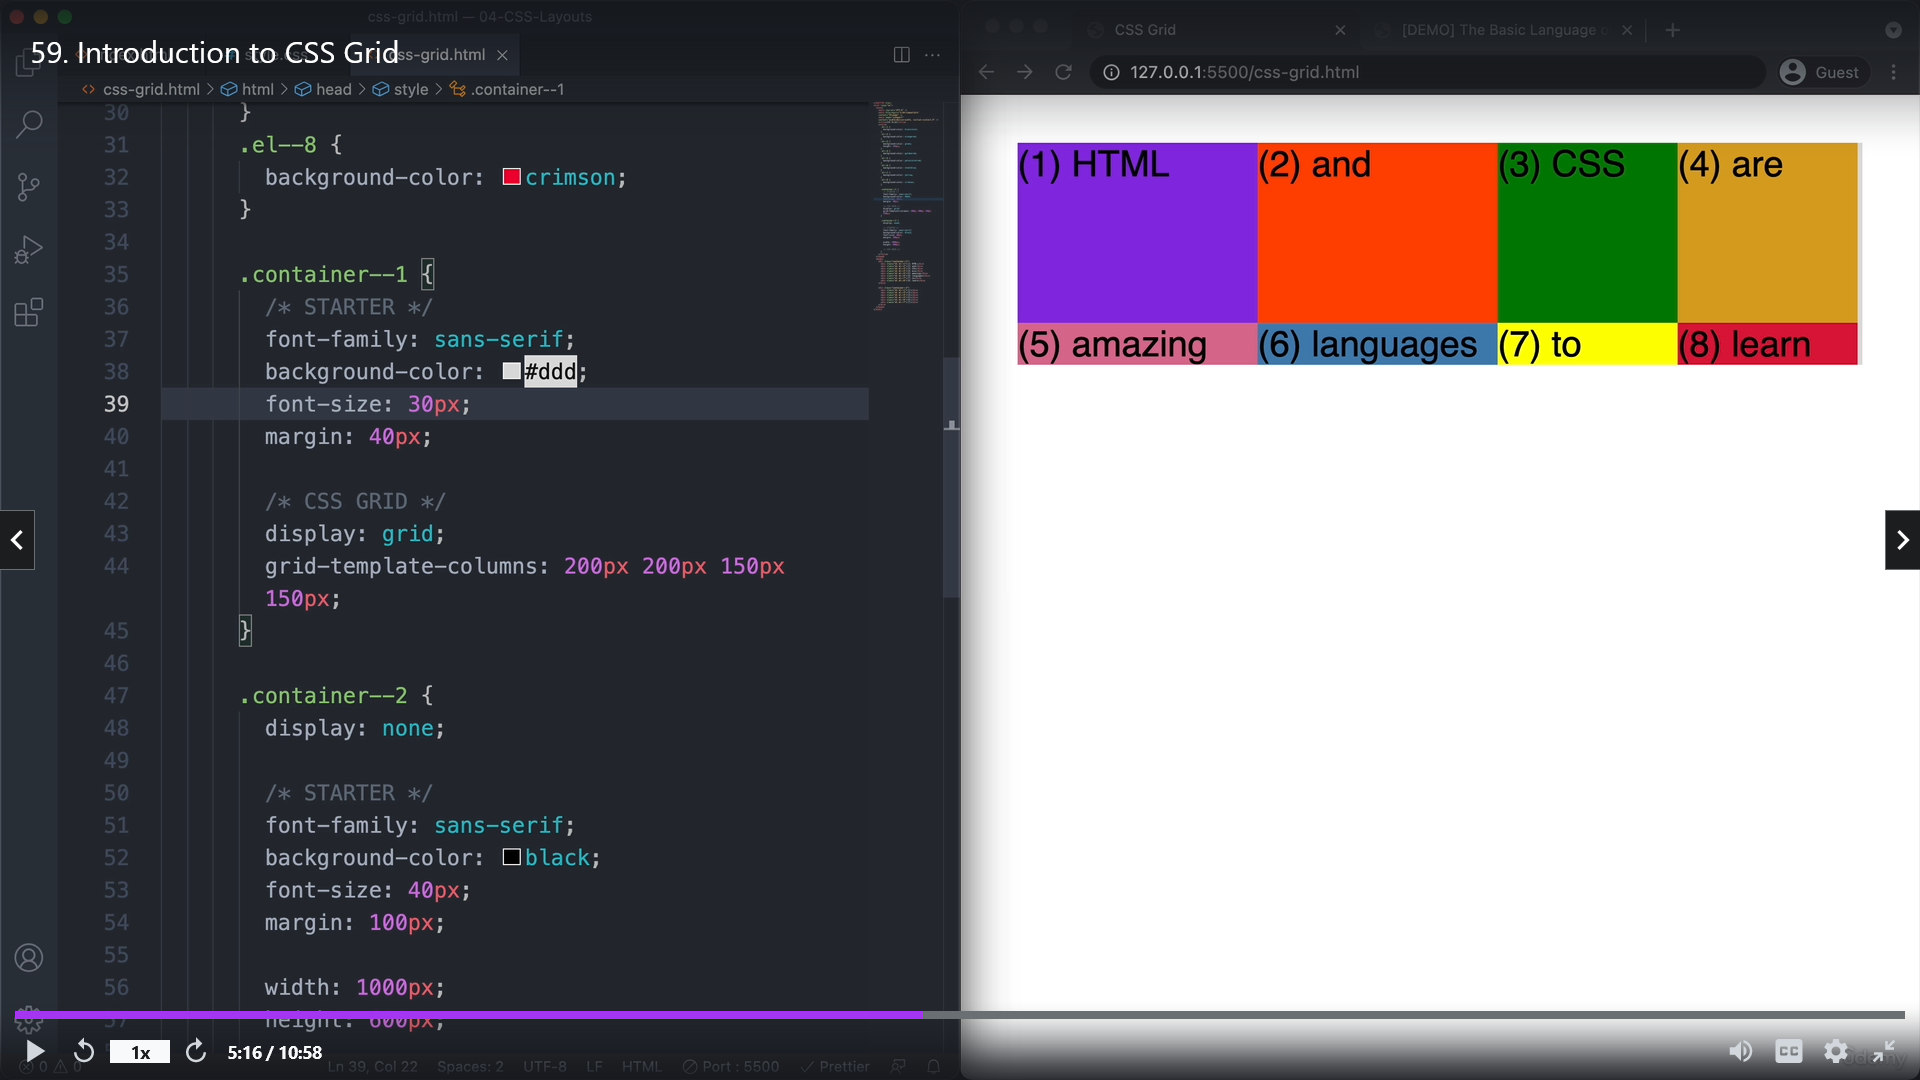 css-grid.html — 04-CSS-Layouts
59. Introduction to CSS Grid
css-grid.html
css-grid.html > html > head > style > .container--1
30 }
31 .el--8 {
32 background-color: crimson;
33 }
34
35 .container--1 {
36 /* STARTER */
37 font-family: sans-serif;
38 background-color: #ddd;
39 font-size: 30px;
40 margin: 40px;
41
42 /* CSS GRID */
43 display: grid;
44 grid-template-columns: 200px 200px 150px
150px;
45 }
46
47 .container--2 {
48 display: none;
49
50 /* STARTER */
51 font-family: sans-serif;
52 background-color: black;
53 font-size: 40px;
54 margin: 100px;
55
56 width: 1000px;
57 height: 600px;
CSS Grid
[DEMO] The Basic Language o
127.0.0.1:5500/css-grid.html
Guest
(1) HTML (2) and (3) CSS (4) are
(5) amazing (6) languages (7) to (8) learn
1x 5:16 / 10:58
CC
0 0 Ln 39, Col 22 Spaces: 2 UTF-8 LF HTML Port : 5500 Prettier
Udemy